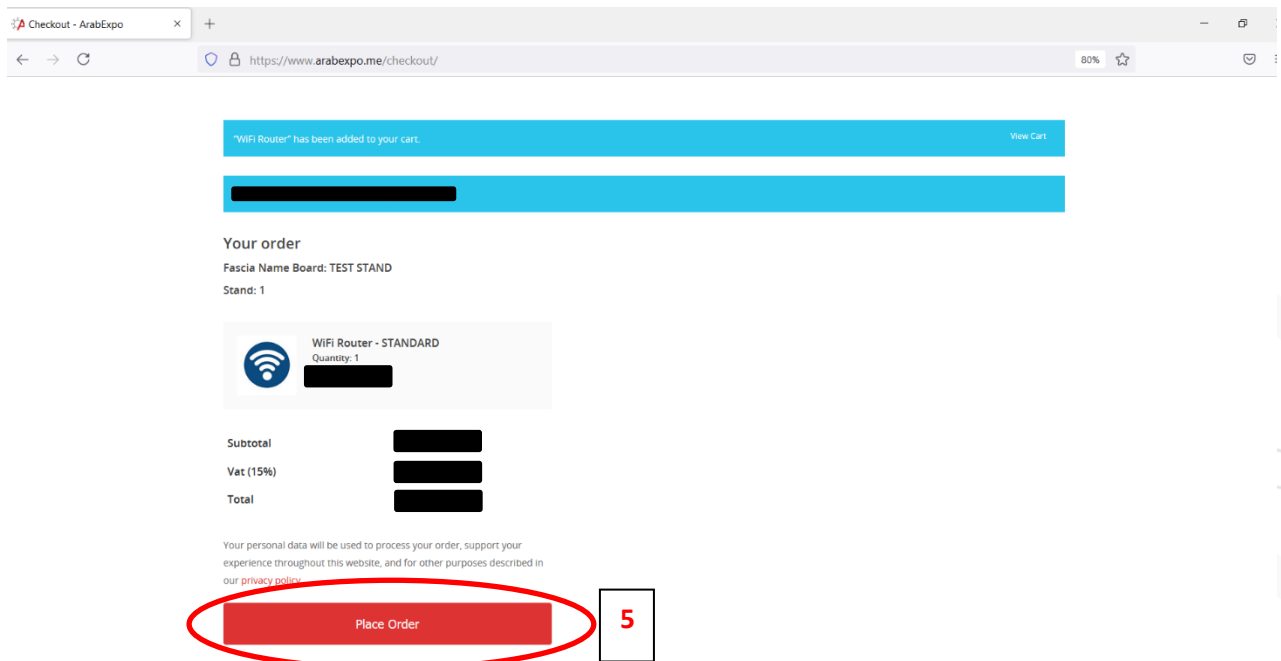 Checkout - ArabExpo
https://www.arabexpo.me/checkout/
80%
"WiFi Router" has been added to your cart.
View Cart
Your order
Fascia Name Board: TEST STAND
Stand: 1
WiFi Router - STANDARD
Quantity: 1
Subtotal
Vat (15%)
Total
Your personal data will be used to process your order, support your
experience throughout this website, and for other purposes described in
our privacy policy.
Place Order
5